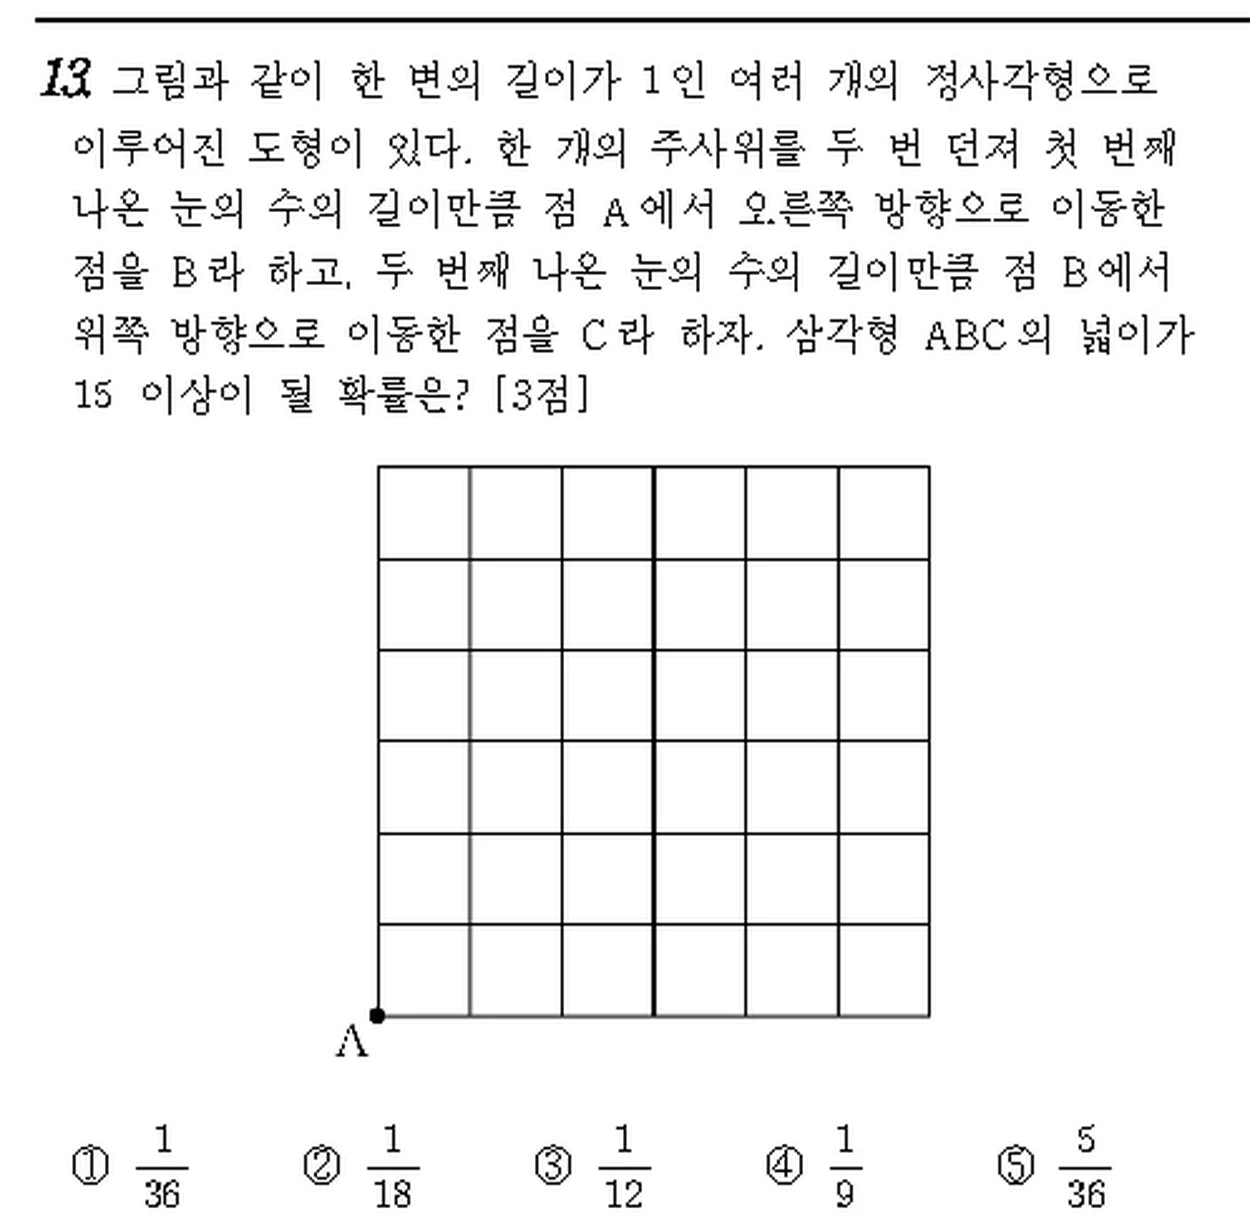 13. 그림과 같이 한 변의 길이가 1인 여러 개의 정사각형으로
이루어진 도형이 있다. 한 개의 주사위를 두 번 던져 첫 번째
나온 눈의 수의 길이만큼 점 A에서 오른쪽 방향으로 이동한
점을 B라 하고, 두 번째 나온 눈의 수의 길이만큼 점 B에서
위쪽 방향으로 이동한 점을 C라 하자. 삼각형 ABC의 넓이가
15 이상이 될 확률은? [3점]
A
① 1/36 ② 1/18 ③ 1/12 ④ 1/9 ⑤ 5/36